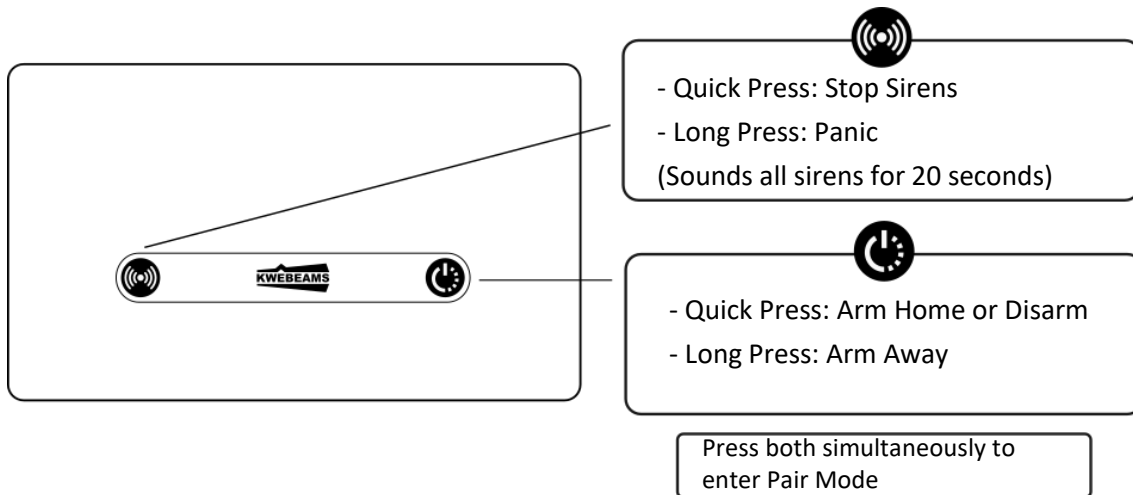 - Quick Press: Stop Sirens
- Long Press: Panic
(Sounds all sirens for 20 seconds)
KWEBEAMS
- Quick Press: Arm Home or Disarm
- Long Press: Arm Away
Press both simultaneously to
enter Pair Mode